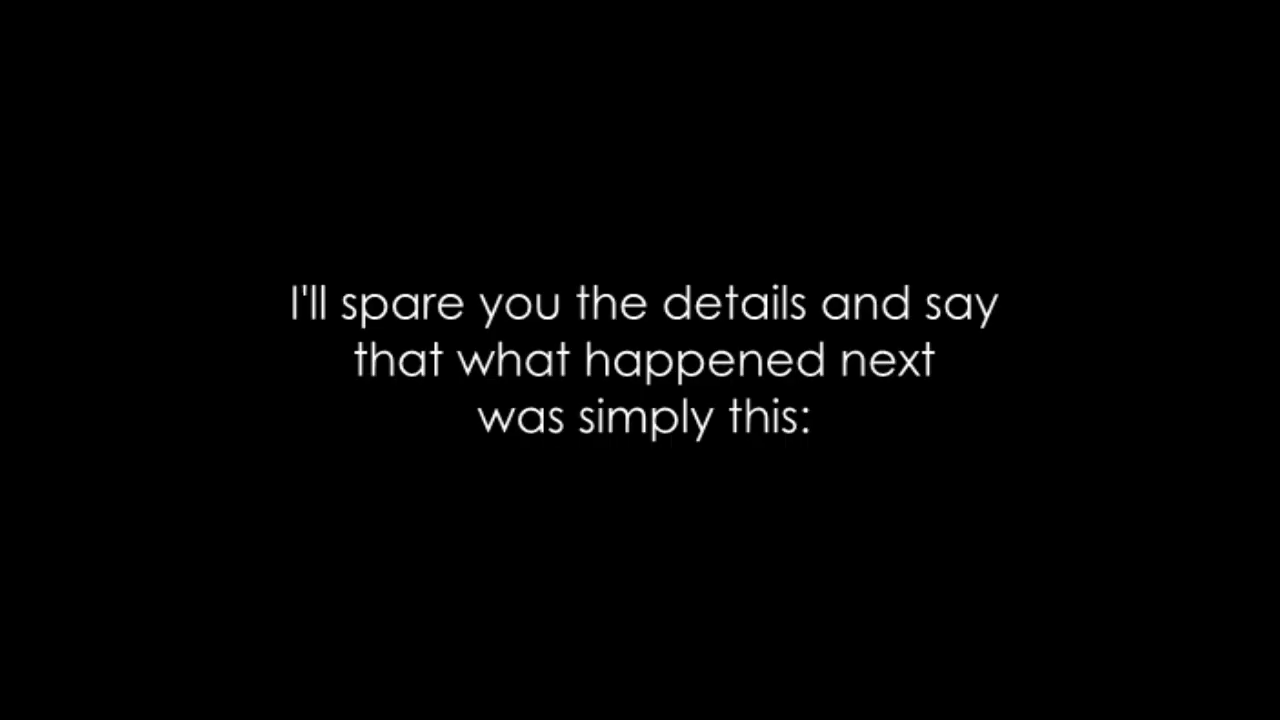 I'll spare you the details and say
that what happened next
was simply this: